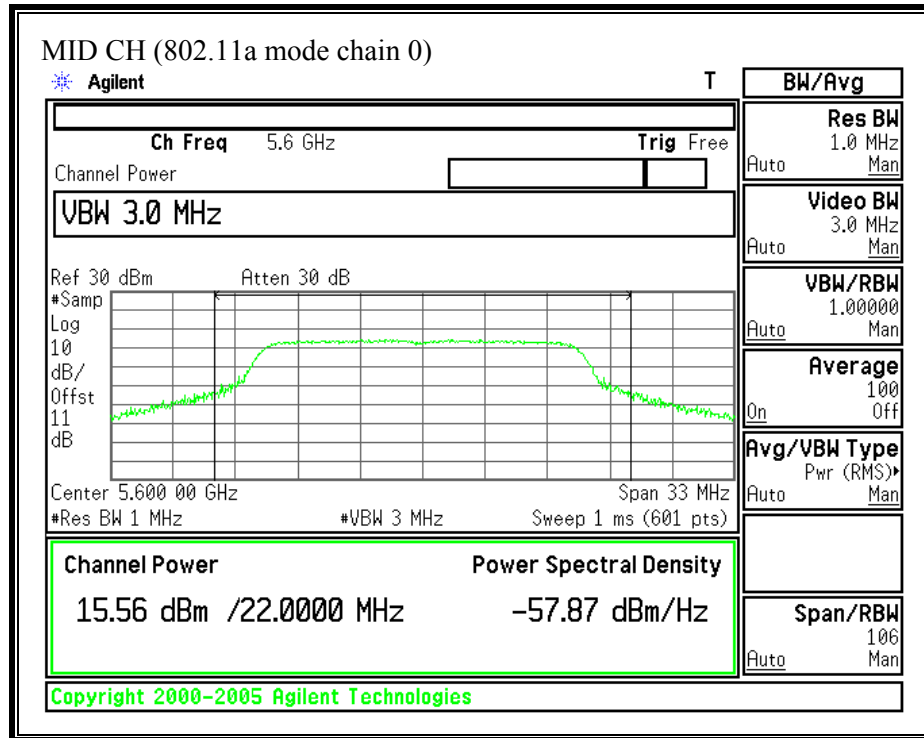 MID CH (802.11a mode chain 0)
Agilent T
Ch Freq 5.6 GHz Trig Free
Channel Power
VBW 3.0 MHz
Ref 30 dBm Atten 30 dB
#Samp
Log
10
dB/
Offst
11
dB
Center 5.600 00 GHz Span 33 MHz
#Res BW 1 MHz #VBW 3 MHz Sweep 1 ms (601 pts)
Channel Power Power Spectral Density
15.56 dBm /22.0000 MHz -57.87 dBm/Hz
Copyright 2000-2005 Agilent Technologies
BW/Avg
Res BW
1.0 MHz
Auto Man
Video BW
3.0 MHz
Auto Man
VBW/RBW
1.00000
Auto Man
Average
100
On Off
Avg/VBW Type
Pwr (RMS)▸
Auto Man
Span/RBW
106
Auto Man